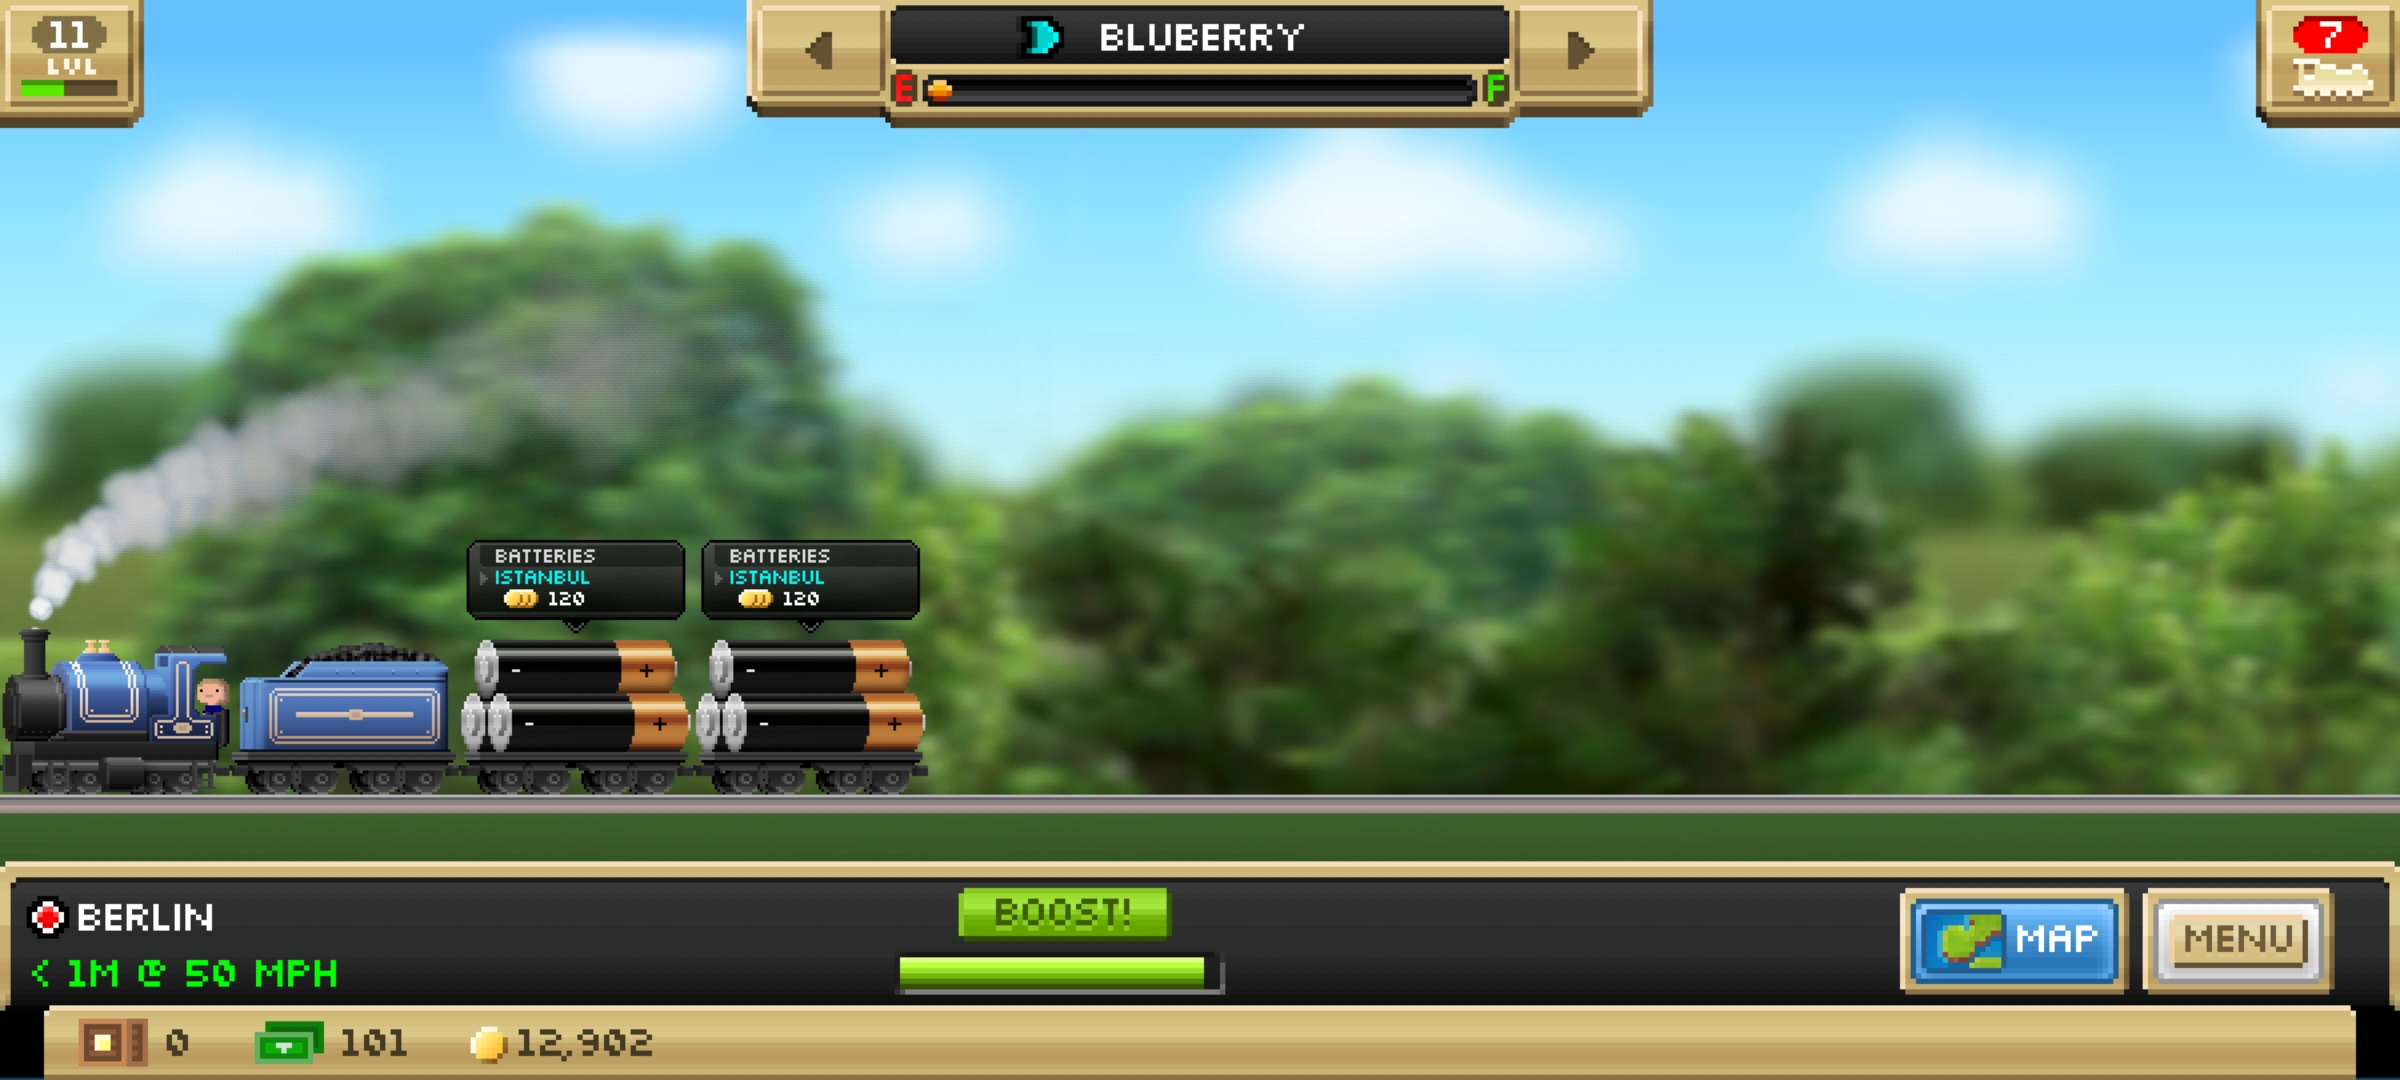 11
LVL
BLUBERRY
E F
7
BATTERIES
ISTANBUL
120
BATTERIES
ISTANBUL
120
- +
- +
- +
- +
BERLIN
< 1M @ 50 MPH
BOOST!
MAP
MENU
0
101
12,902